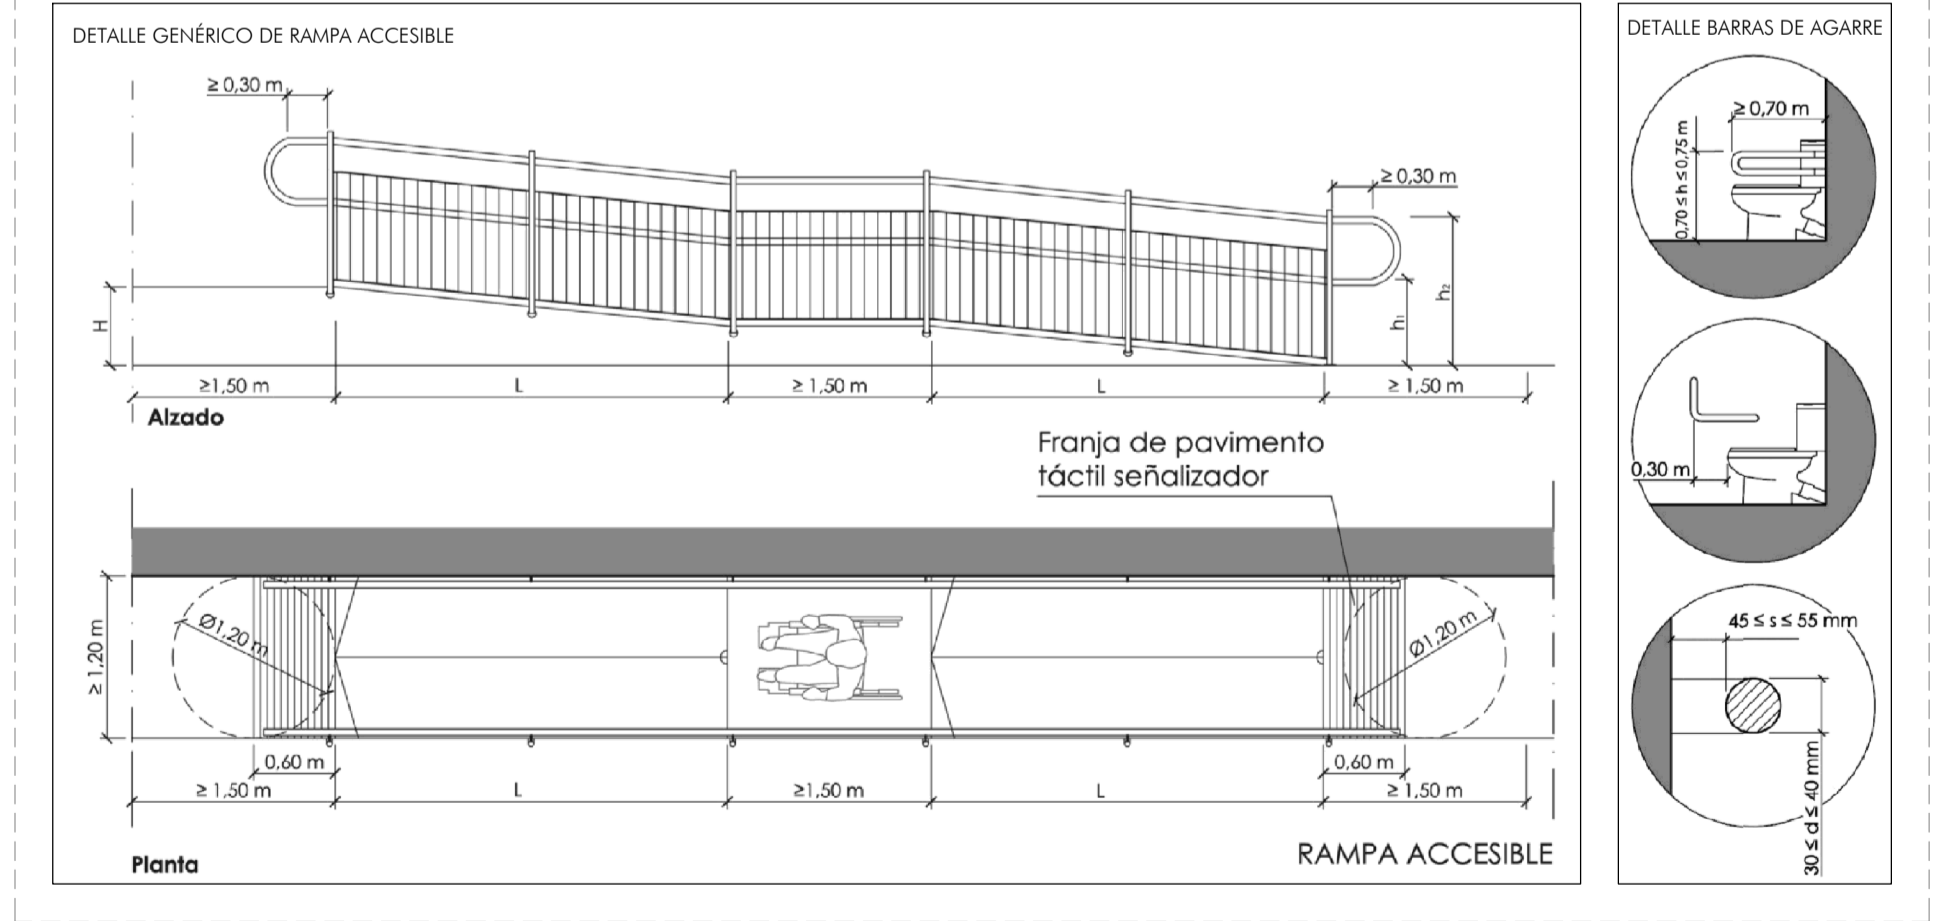 DETALLE GENÉRICO DE RAMPA ACCESIBLE
≥ 0,30 m
≥ 0,30 m
H
h1
h2
≥1,50 m
L
≥ 1,50 m
L
≥ 1,50 m
Alzado
Franja de pavimento
táctil señalizador
≥ 1,20 m
Ø1,20 m
Ø1,20 m
0,60 m
0,60 m
≥ 1,50 m
L
≥1,50 m
L
≥ 1,50 m
Planta
RAMPA ACCESIBLE
DETALLE BARRAS DE AGARRE
≥ 0,70 m
0,70 ≤ h ≤ 0,75 m
0,30 m
45 ≤ s ≤ 55 mm
30 ≤ d ≤ 40 mm